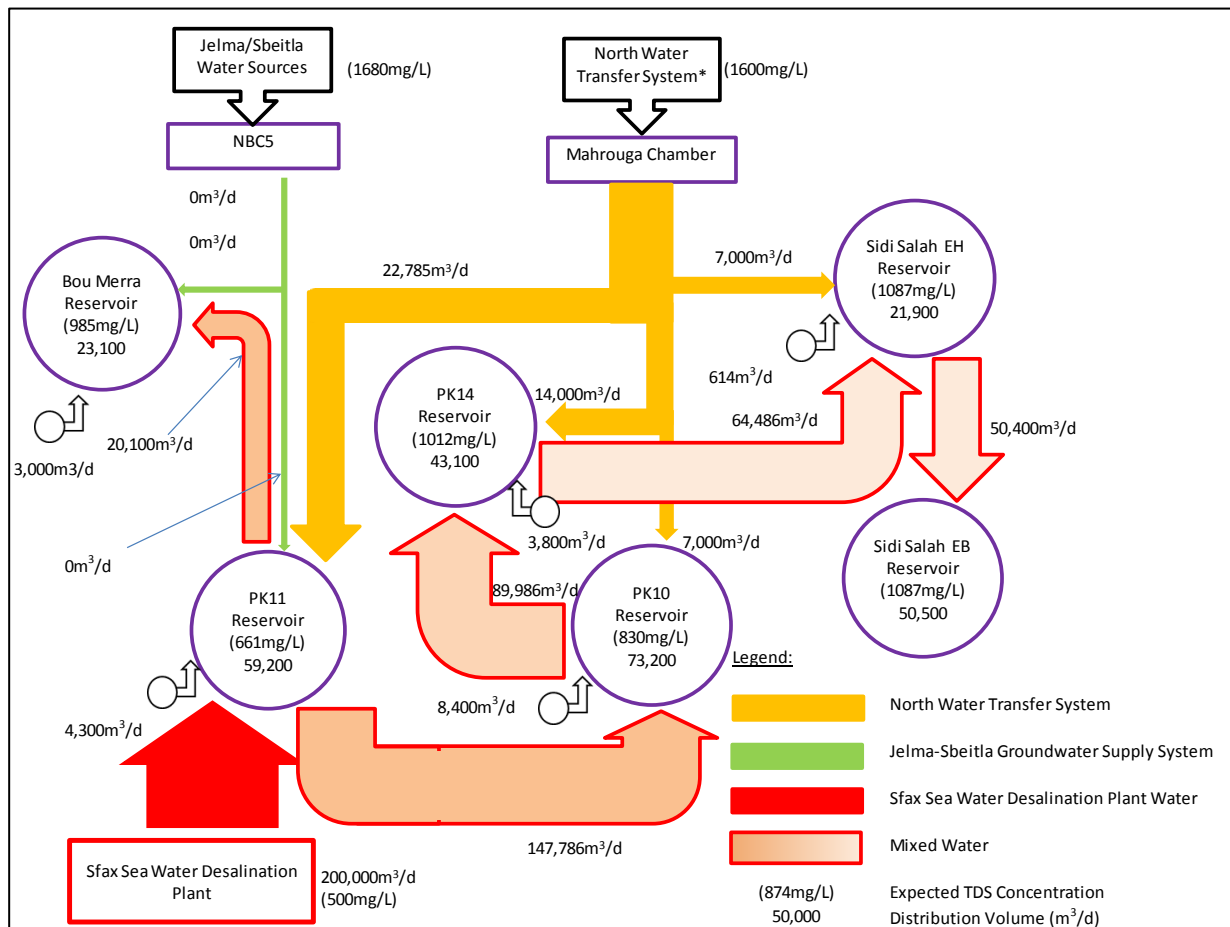 Jelma/Sbeitla
Water Sources
(1680mg/L)
North Water
Transfer System*
(1600mg/L)
NBC5
Mahrouga Chamber
0m³/d
0m³/d
22,785m³/d
7,000m³/d
Sidi Salah EH
Reservoir
(1087mg/L)
21,900
Bou Merra
Reservoir
(985mg/L)
23,100
PK14
Reservoir
(1012mg/L)
43,100
14,000m³/d
614m³/d
64,486m³/d
50,400m³/d
20,100m³/d
3,000m3/d
0m³/d
3,800m³/d
7,000m³/d
89,986m³/d
Sidi Salah EB
Reservoir
(1087mg/L)
50,500
PK11
Reservoir
(661mg/L)
59,200
PK10
Reservoir
(830mg/L)
73,200
4,300m³/d
8,400m³/d
147,786m³/d
Sfax Sea Water Desalination
Plant
200,000m³/d
(500mg/L)
Legend:
North Water Transfer System
Jelma-Sbeitla Groundwater Supply System
Sfax Sea Water Desalination Plant Water
Mixed Water
(874mg/L) Expected TDS Concentration
50,000 Distribution Volume (m³/d)